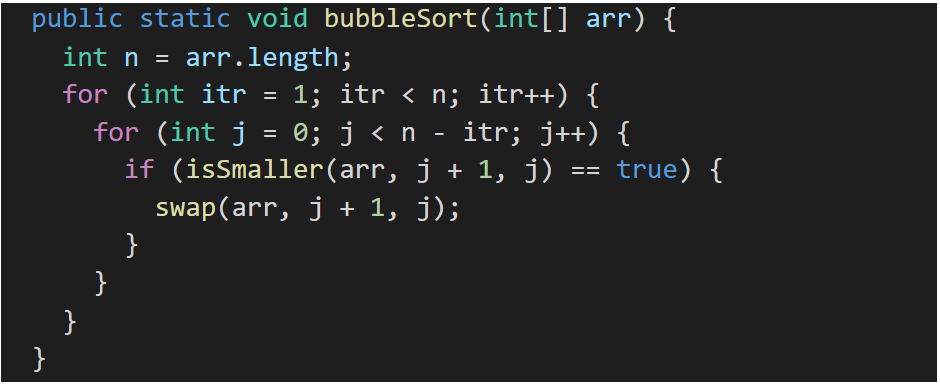 public static void bubbleSort(int[] arr) {
  int n = arr.length;
  for (int itr = 1; itr < n; itr++) {
    for (int j = 0; j < n - itr; j++) {
      if (isSmaller(arr, j + 1, j) == true) {
        swap(arr, j + 1, j);
      }
    }
  }
}